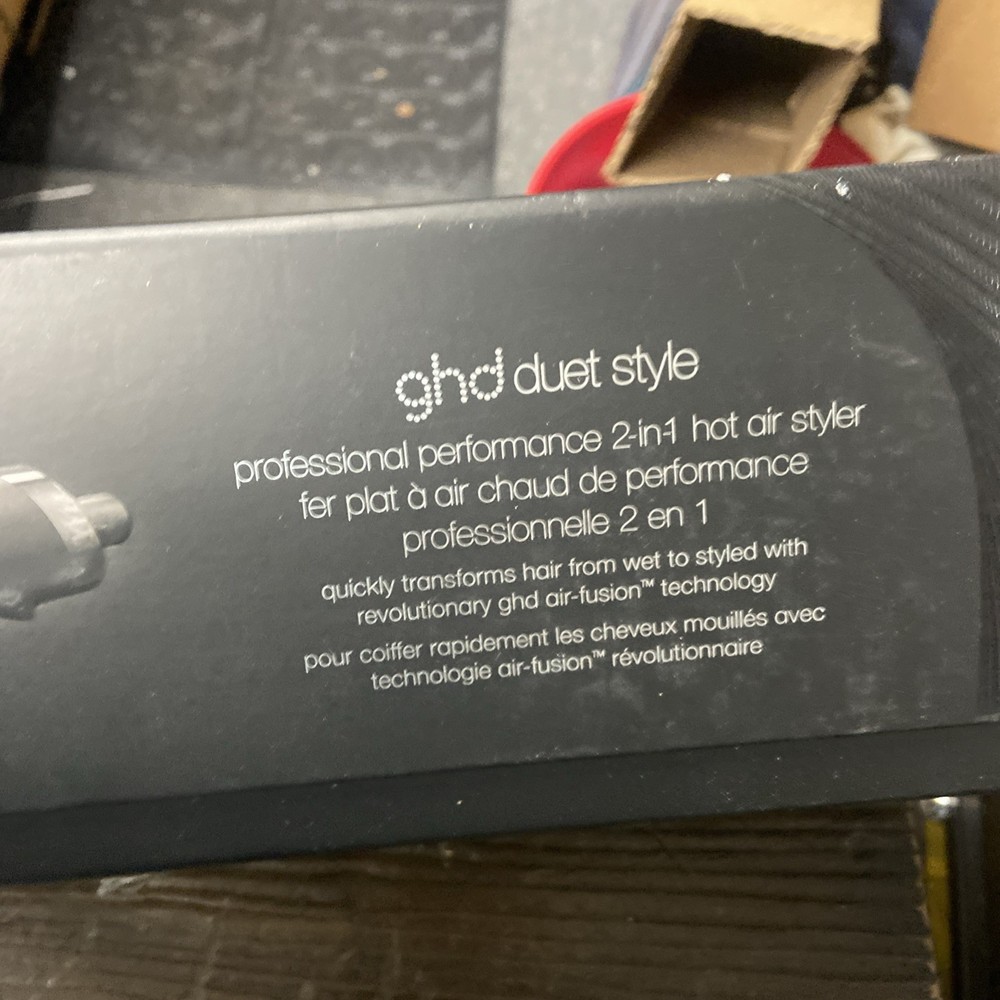 ghd duet style
professional performance 2-in-1 hot air styler
fer plat à air chaud de performance
professionnelle 2 en 1
quickly transforms hair from wet to styled with
revolutionary ghd air-fusion™ technology
pour coiffer rapidement les cheveux mouillés avec
technologie air-fusion™ révolutionnaire